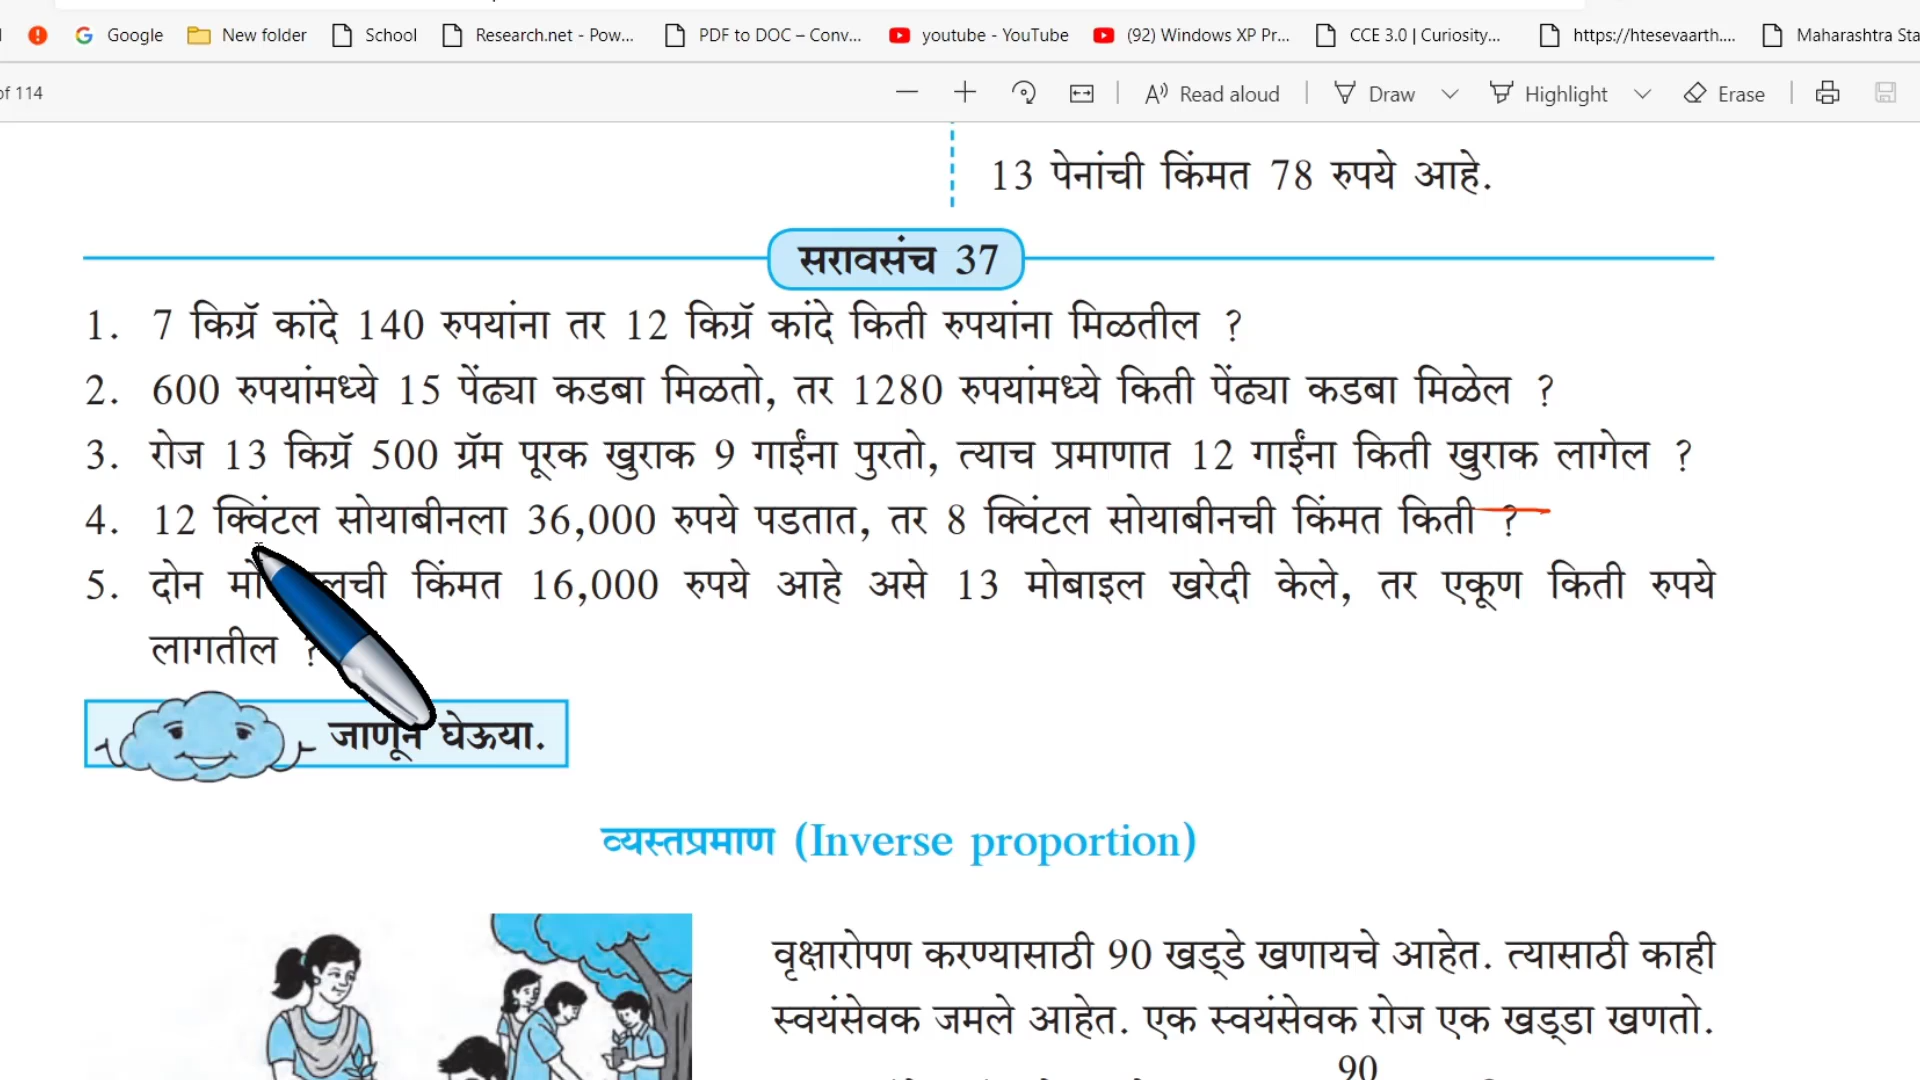 Google New folder School Research.net - Pow... PDF to DOC – Conv... youtube - YouTube (92) Windows XP Pr... CCE 3.0 | Curiosity... https://htesevaarth.... Maharashtra Sta
of 114 Read aloud Draw Highlight Erase
13 पेनांची किंमत 78 रुपये आहे.
सरावसंच 37
1. 7 किग्रॅ कांदे 140 रुपयांना तर 12 किग्रॅ कांदे किती रुपयांना मिळतील ?
2. 600 रुपयांमध्ये 15 पेंढ्या कडबा मिळतो, तर 1280 रुपयांमध्ये किती पेंढ्या कडबा मिळेल ?
3. रोज 13 किग्रॅ 500 ग्रॅम पूरक खुराक 9 गाईंना पुरतो, त्याच प्रमाणात 12 गाईंना किती खुराक लागेल ?
4. 12 क्विंटल सोयाबीनला 36,000 रुपये पडतात, तर 8 क्विंटल सोयाबीनची किंमत किती ?
5. दोन किंमत 16,000 रुपये आहे असे 13 मोबाइल खरेदी केले, तर एकूण किती रुपये
लागतील ?
जाणून घेऊया.
व्यस्तप्रमाण (Inverse proportion)
वृक्षारोपण करण्यासाठी 90 खड्डे खणायचे आहेत. त्यासाठी काही
स्वयंसेवक जमले आहेत. एक स्वयंसेवक रोज एक खड्डा खणतो.
90